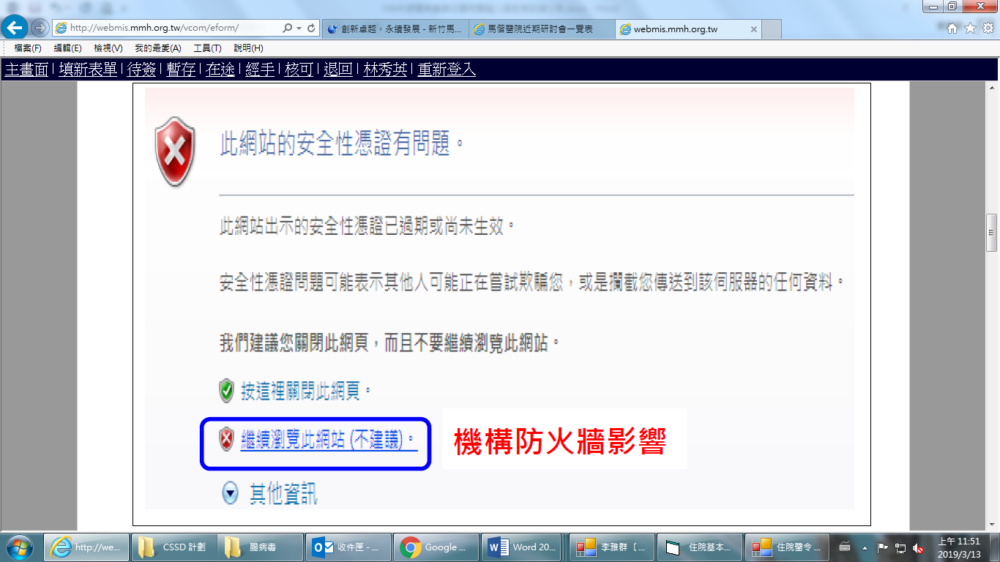 http://webmis.mmh.org.tw/vcom/eform/
創新卓越，永續發展 - 新竹馬...
馬偕醫院近期研討會一覽表
webmis.mmh.org.tw
檔案(F) 編輯(E) 檢視(V) 我的最愛(A) 工具(T) 說明(H)
主畫面 | 填新表單 | 待簽 | 暫存 | 在途 | 經手 | 核可 | 退回 | 林秀英 | 重新登入
此網站的安全性憑證有問題。
此網站出示的安全性憑證已過期或尚未生效。
安全性憑證問題可能表示其他人可能正在嘗試欺騙您，或是攔截您傳送到該伺服器的任何資料。
我們建議您關閉此網頁，而且不要繼續瀏覽此網站。
按這裡關閉此網頁。
繼續瀏覽此網站 (不建議)。
機構防火牆影響
其他資訊
http://we...
CSSD 計劃
腸病毒
收件匣 - ...
Google ...
Word 20...
李雅群〔 ...
住院基本...
住院醫令 ...
上午 11:51
2019/3/13